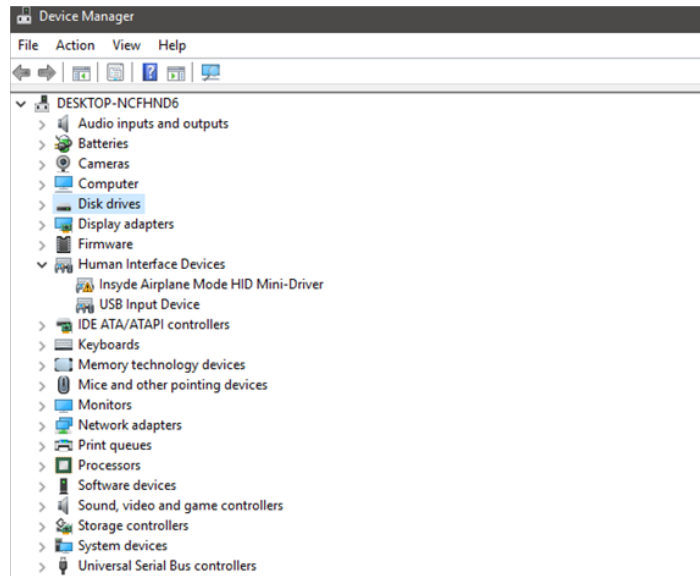 Device Manager
File Action View Help
DESKTOP-NCFHND6
Audio inputs and outputs
Batteries
Cameras
Computer
Disk drives
Display adapters
Firmware
Human Interface Devices
Insyde Airplane Mode HID Mini-Driver
USB Input Device
IDE ATA/ATAPI controllers
Keyboards
Memory technology devices
Mice and other pointing devices
Monitors
Network adapters
Print queues
Processors
Software devices
Sound, video and game controllers
Storage controllers
System devices
Universal Serial Bus controllers